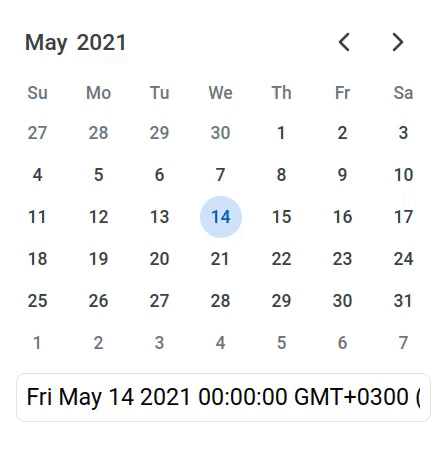 May 2021
Su Mo Tu We Th Fr Sa
27 28 29 30 1 2 3
4 5 6 7 8 9 10
11 12 13 14 15 16 17
18 19 20 21 22 23 24
25 26 27 28 29 30 31
1 2 3 4 5 6 7
Fri May 14 2021 00:00:00 GMT+0300 (